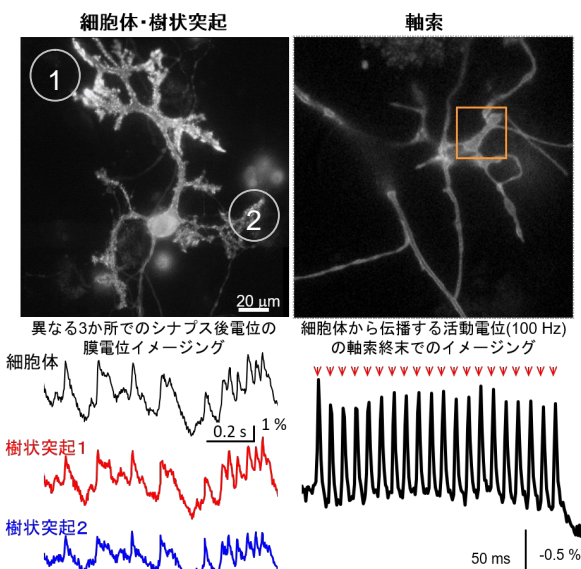 細胞体・樹状突起
軸索
1
2
20 μm
異なる3か所でのシナプス後電位の
膜電位イメージング
細胞体から伝播する活動電位(100 Hz)
の軸索終末でのイメージング
細胞体
0.2 s
1 %
樹状突起1
樹状突起2
50 ms
-0.5 %